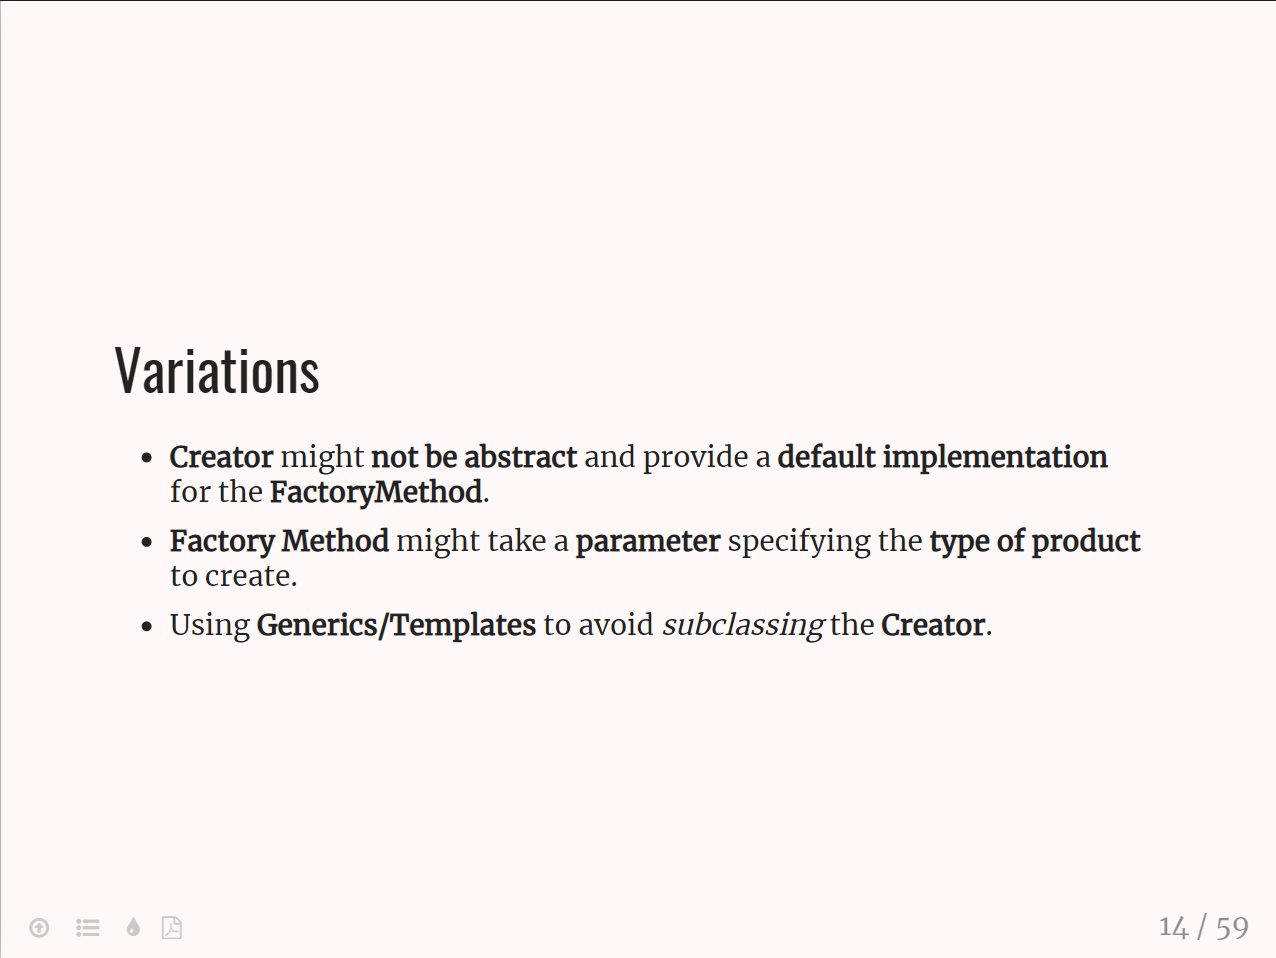 Variations
• Creator might not be abstract and provide a default implementation
for the FactoryMethod.
• Factory Method might take a parameter specifying the type of product
to create.
• Using Generics/Templates to avoid subclassing the Creator.
14 / 59